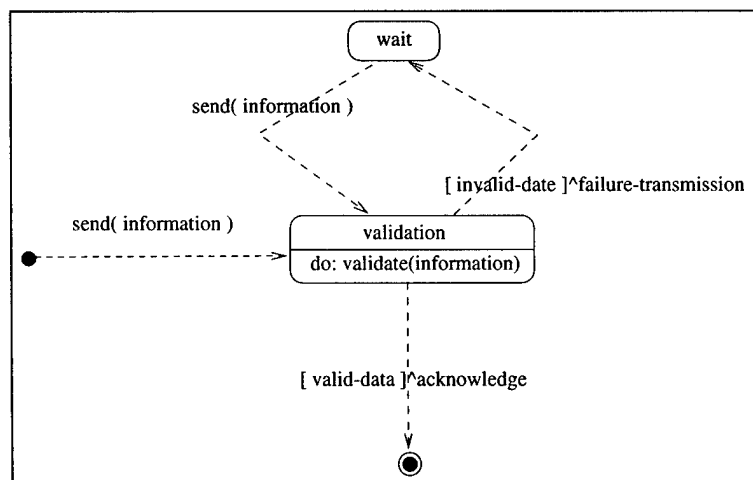 wait
send( information )
[ invalid-date ]^failure-transmission
send( information )
validation
do: validate(information)
[ valid-data ]^acknowledge